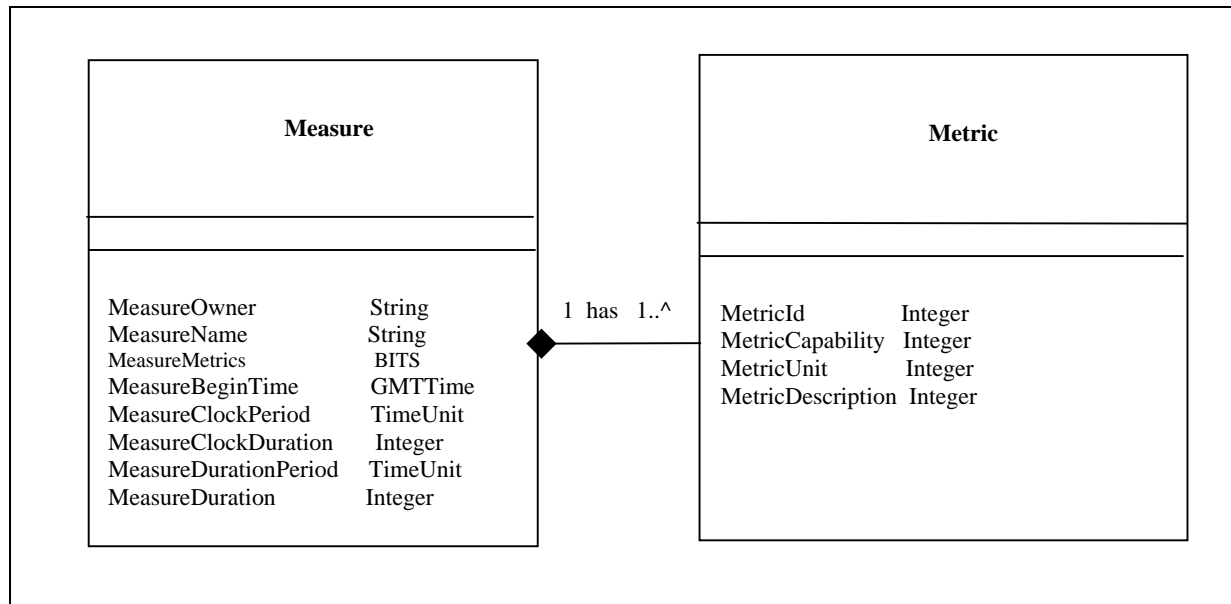 Measure
MeasureOwner String
MeasureName String
MeasureMetrics BITS
MeasureBeginTime GMTTime
MeasureClockPeriod TimeUnit
MeasureClockDuration Integer
MeasureDurationPeriod TimeUnit
MeasureDuration Integer
1 has 1..^
Metric
MetricId Integer
MetricCapability Integer
MetricUnit Integer
MetricDescription Integer